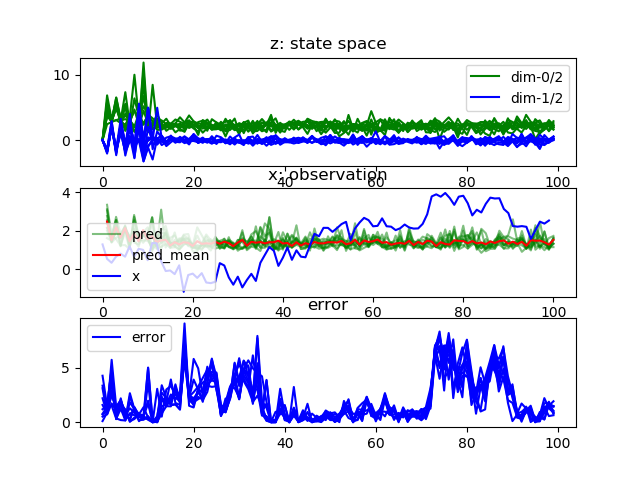 z: state space
10
0
dim-0/2
dim-1/2
0 20 40 60 80 100
x: observation
4
2
0
pred
pred_mean
x
0 20 40 60 80 100
error
5
0
error
0 20 40 60 80 100